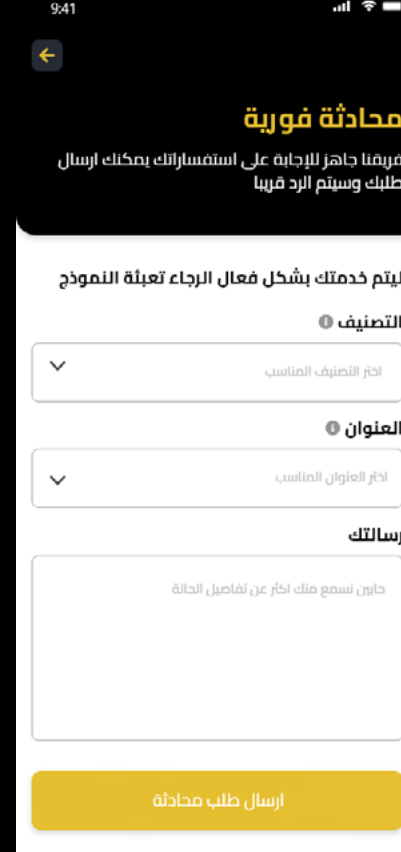 9:41
محادثة فورية
فريقنا جاهز للإجابة على استفساراتك يمكنك ارسال
طلبك وسيتم الرد قريبا
ليتم خدمتك بشكل فعال الرجاء تعبئة النموذج
التصنيف
اختر التصنيف المناسب
العنوان
اختر العنوان المناسب
رسالتك
حابين نسمع منك اكثر عن تفاصيل الحالة
ارسال طلب محادثة